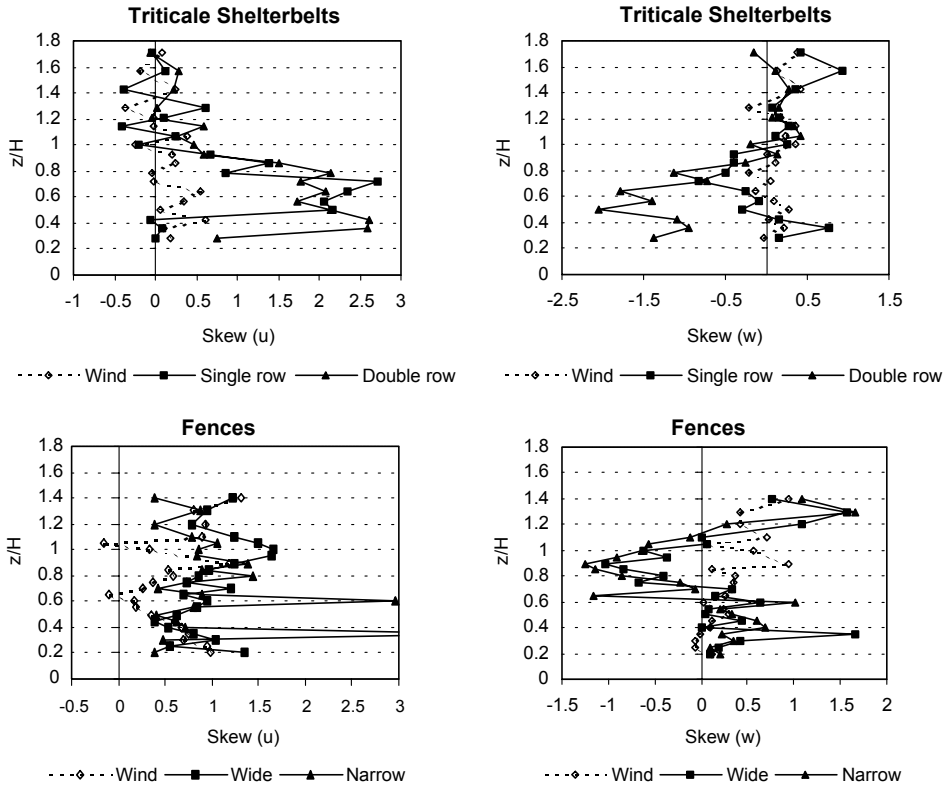 Triticale Shelterbelts
1.8
1.6
1.4
1.2
1
0.8
0.6
0.4
0.2
0
z/H
-1 -0.5 0 0.5 1 1.5 2 2.5 3
Skew (u)
Wind Single row Double row
Triticale Shelterbelts
1.8
1.6
1.4
1.2
1
0.8
0.6
0.4
0.2
0
z/H
-2.5 -1.5 -0.5 0.5 1.5
Skew (w)
Wind Single row Double row
Fences
1.8
1.6
1.4
1.2
1
0.8
0.6
0.4
0.2
0
z/H
-0.5 0 0.5 1 1.5 2 2.5 3
Skew (u)
Wind Wide Narrow
Fences
1.8
1.6
1.4
1.2
1
0.8
0.6
0.4
0.2
0
z/H
-1.5 -1 -0.5 0 0.5 1 1.5 2
Skew (w)
Wind Wide Narrow